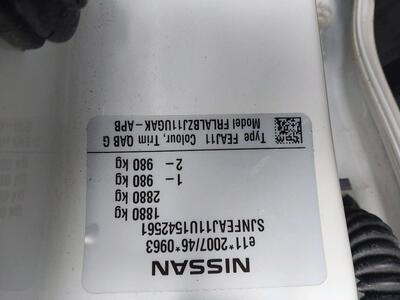 NISSAN
e11*2007/46*0963
SJNFEAJ11U1542561
1880 kg
2880 kg
1– 980 kg
2– 980 kg
Type FEAJ11 Colour, Trim QAB G
Model FRLALBZJ11UGAK–APB